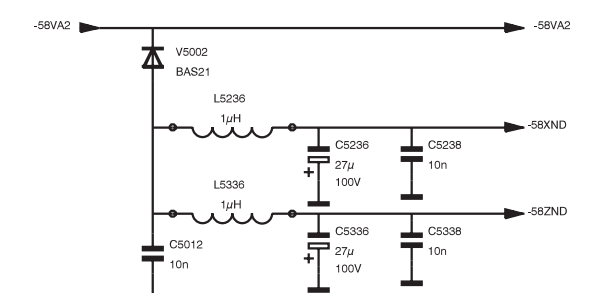 -58VA2 -58VA2
V5002
BAS21
L5236
1µH
-58XND
C5236 C5238
27µ 10n
+
100V
L5336
1µH
-58ZND
C5012 C5336 C5338
10n 27µ 10n
+
100V